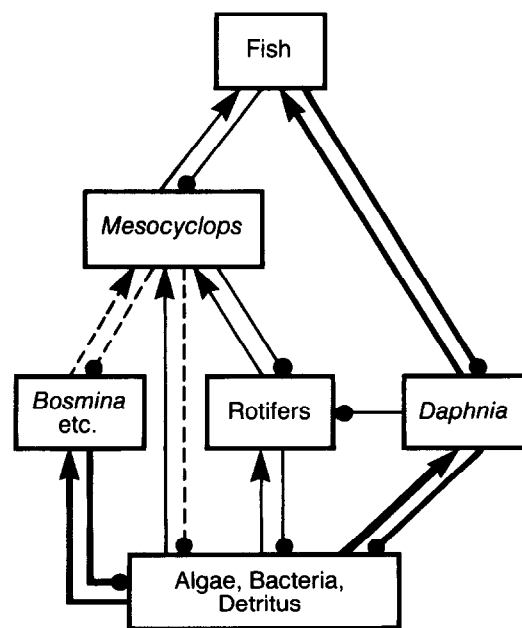 Fish
Mesocyclops
Bosmina
etc.
Rotifers
Daphnia
Algae, Bacteria,
Detritus